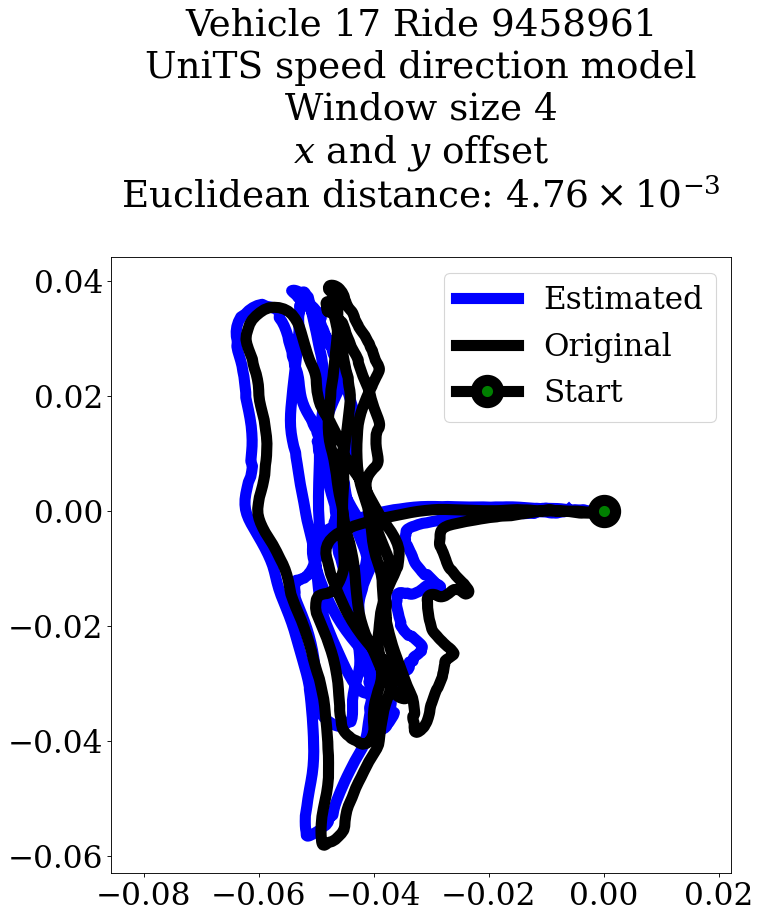 Vehicle 17 Ride 9458961
UniTS speed direction model
Window size 4
x and y offset
Euclidean distance: 4.76 × 10⁻³
Estimated
Original
Start
0.04
0.02
0.00
−0.02
−0.04
−0.06
−0.08 −0.06 −0.04 −0.02 0.00 0.02